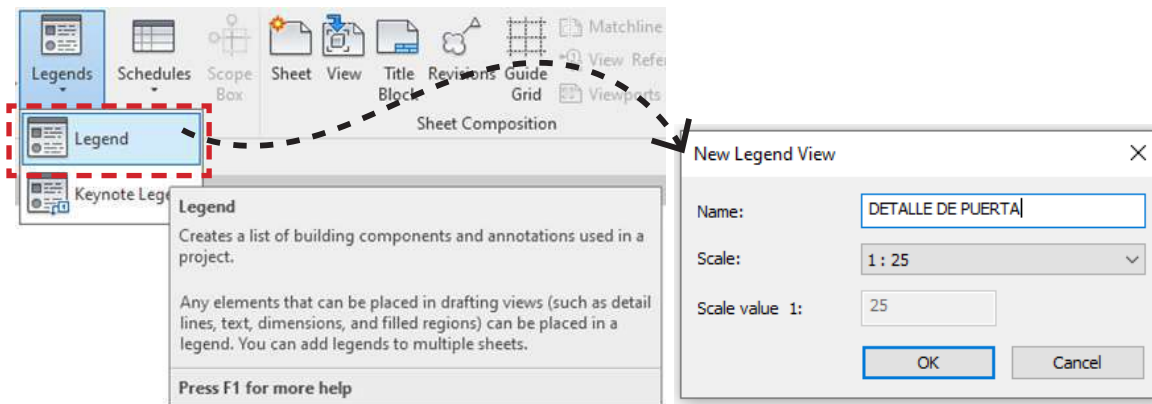 Legends
Schedules
Scope
Box
Sheet
View
Title
Block
Revisions
Guide
Grid
Matchline
View Refe
Viewports
Sheet Composition
Legend
Keynote Lege
Legend
Creates a list of building components and annotations used in a
project.
Any elements that can be placed in drafting views (such as detail
lines, text, dimensions, and filled regions) can be placed in a
legend. You can add legends to multiple sheets.
Press F1 for more help
New Legend View
Name: DETALLE DE PUERTA
Scale: 1 : 25
Scale value 1: 25
OK Cancel